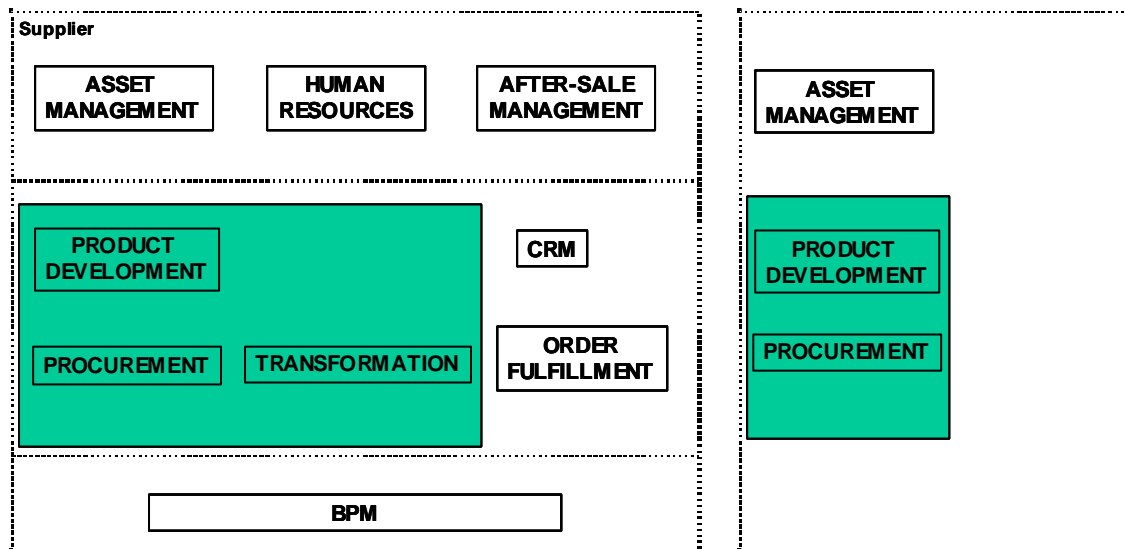 Supplier
ASSET
MANAGEMENT
HUMAN
RESOURCES
AFTER-SALE
MANAGEMENT
PRODUCT
DEVELOPMENT
CRM
PROCUREMENT
TRANSFORMATION
ORDER
FULFILLMENT
BPM
ASSET
MANAGEMENT
PRODUCT
DEVELOPMENT
PROCUREMENT